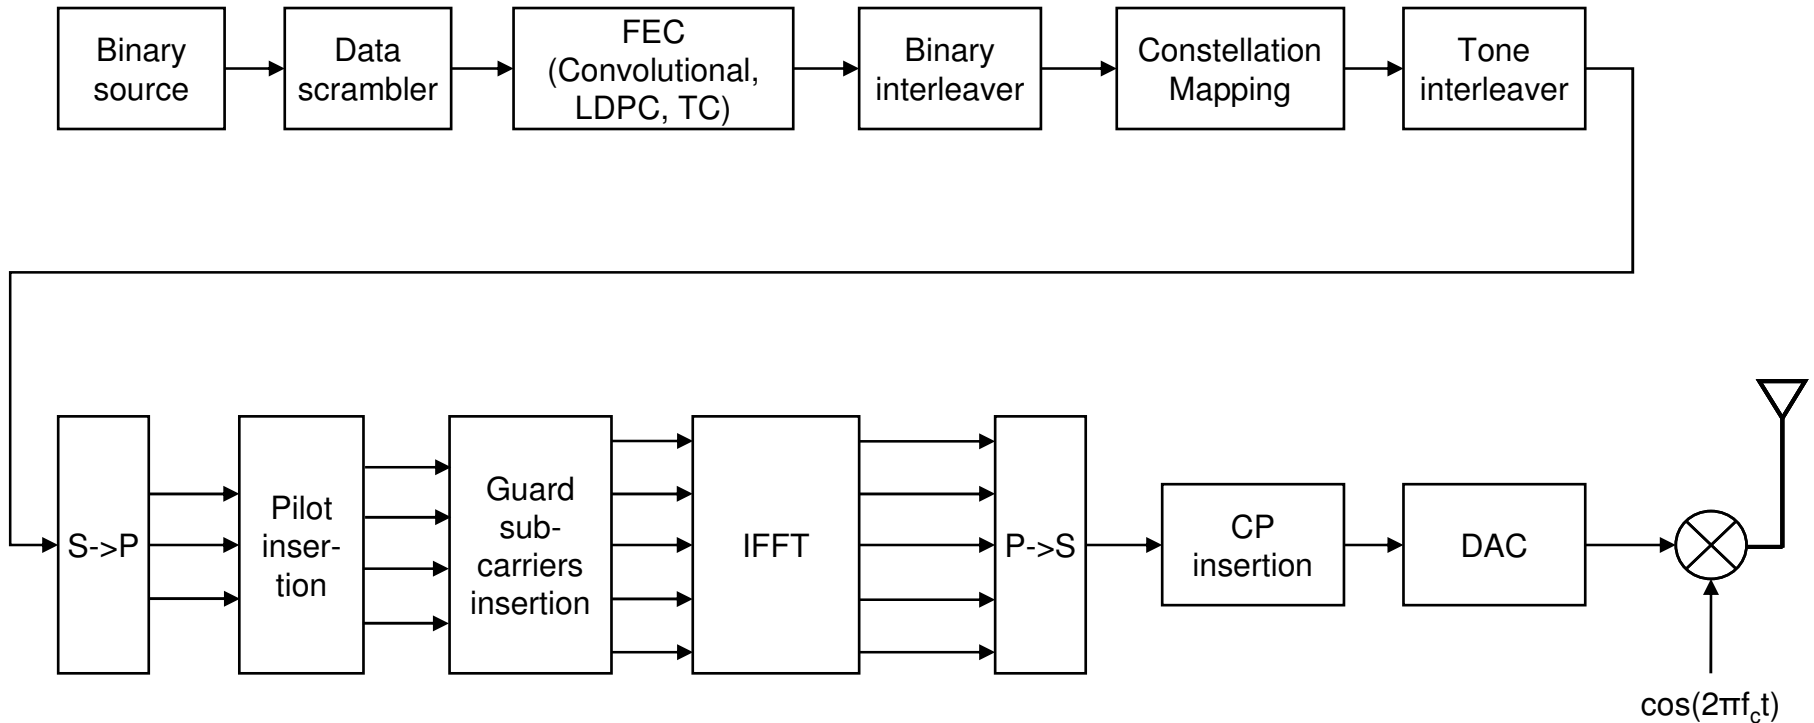 Binary
source
Data
scrambler
FEC
(Convolutional,
LDPC, TC)
Binary
interleaver
Constellation
Mapping
Tone
interleaver
S->P
Pilot
inser-
tion
Guard
sub-
carriers
insertion
IFFT
P->S
CP
insertion
DAC
cos(2πfct)